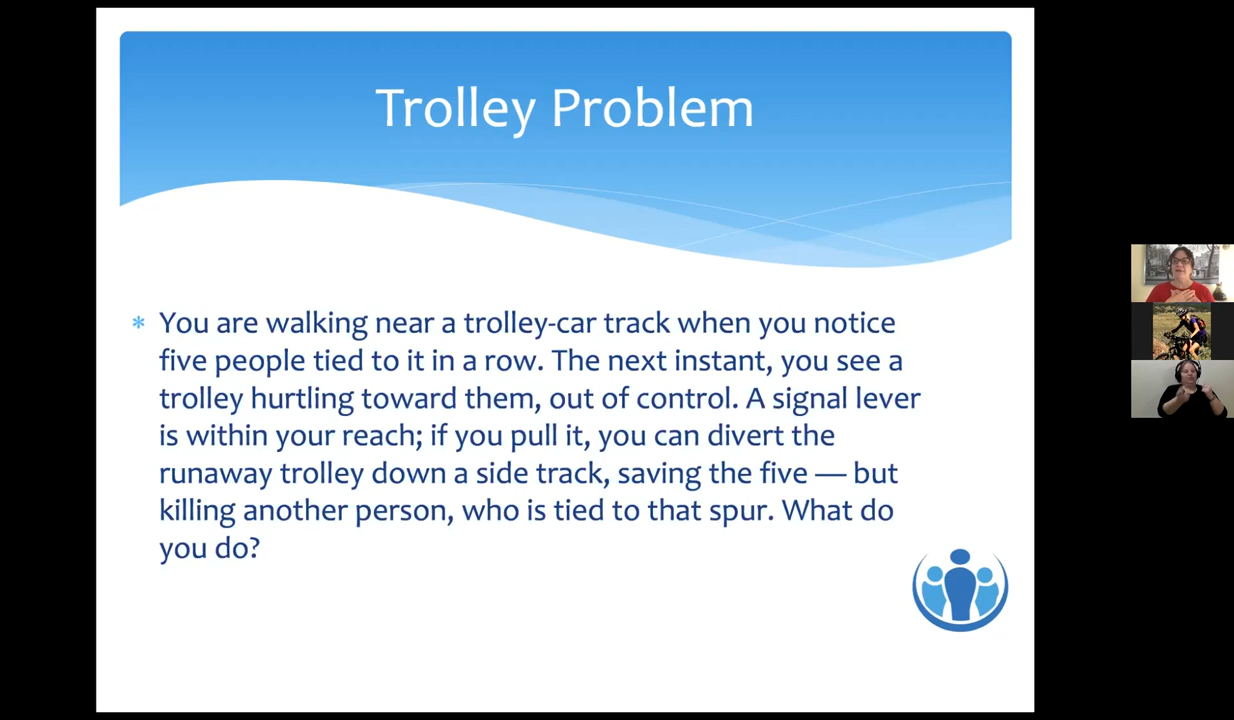 Trolley Problem
* You are walking near a trolley-car track when you notice
five people tied to it in a row. The next instant, you see a
trolley hurtling toward them, out of control. A signal lever
is within your reach; if you pull it, you can divert the
runaway trolley down a side track, saving the five — but
killing another person, who is tied to that spur. What do
you do?